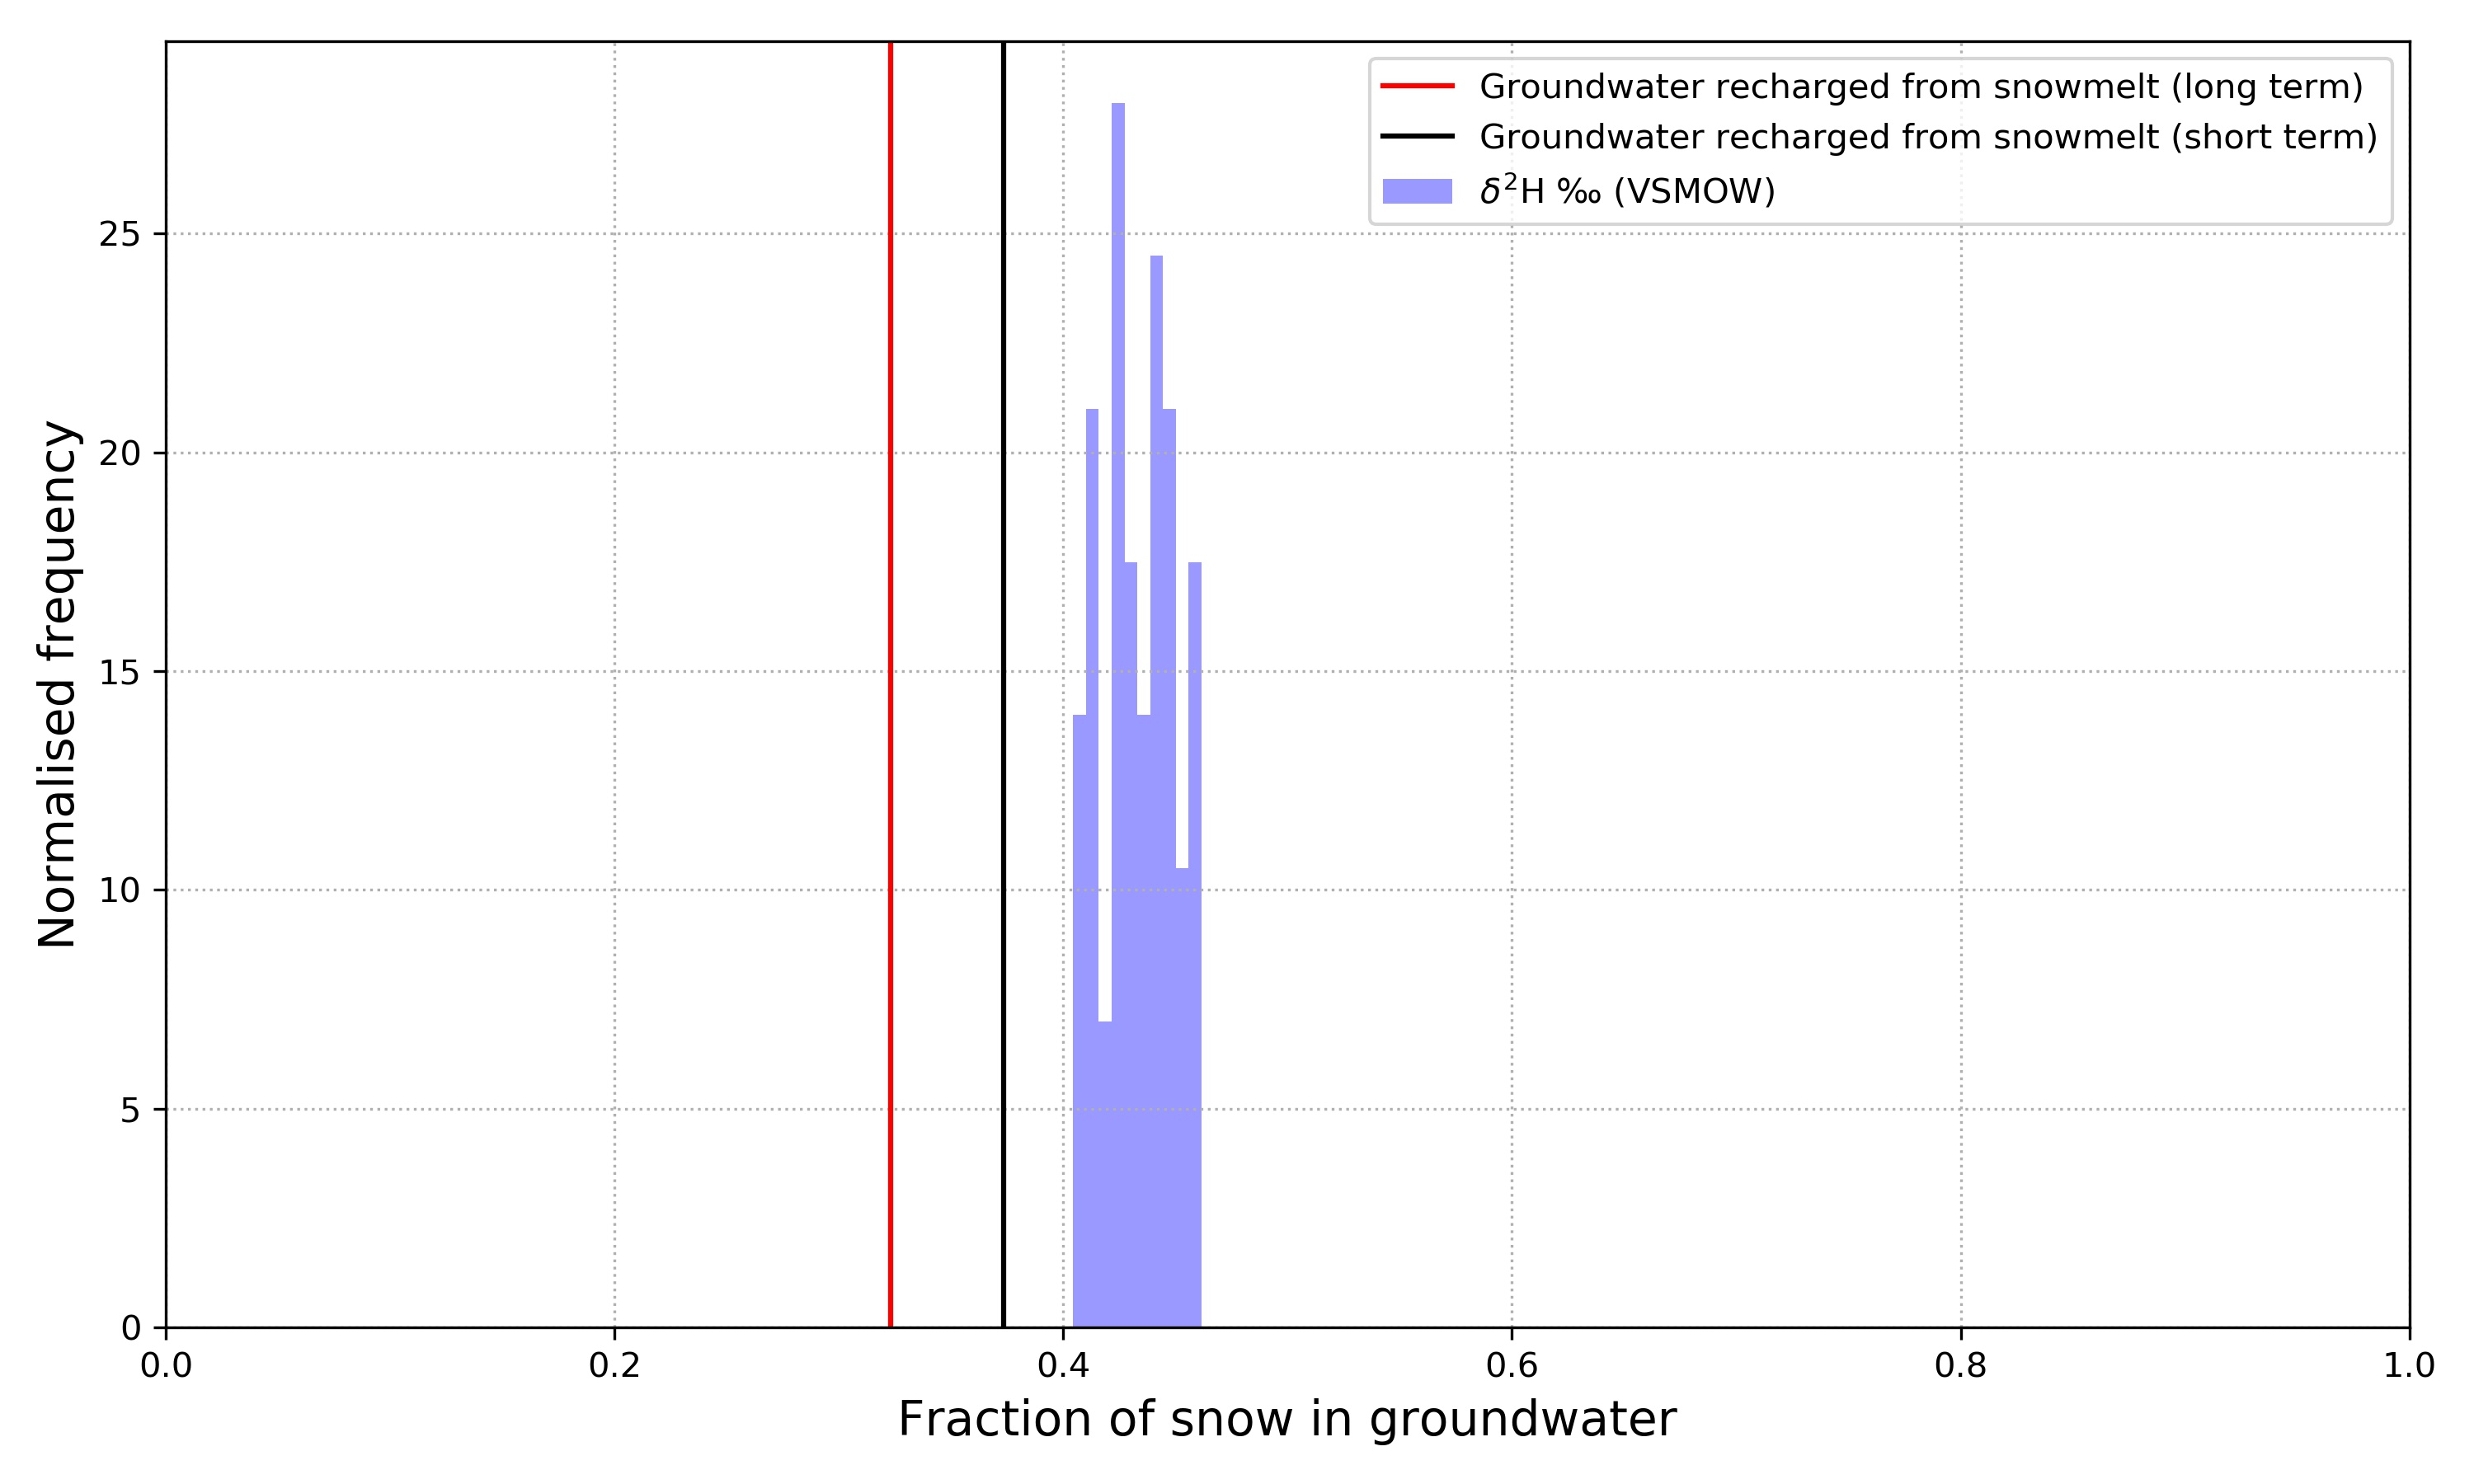 Groundwater recharged from snowmelt (long term)
Groundwater recharged from snowmelt (short term)
δ²H ‰ (VSMOW)
Normalised frequency
25
20
15
10
5
0
0.0 0.2 0.4 0.6 0.8 1.0
Fraction of snow in groundwater